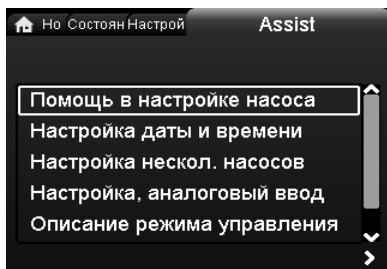 Но Состоян Настрой Assist
Помощь в настройке насоса
Настройка даты и времени
Настройка нескол. насосов
Настройка, аналоговый ввод
Описание режима управления